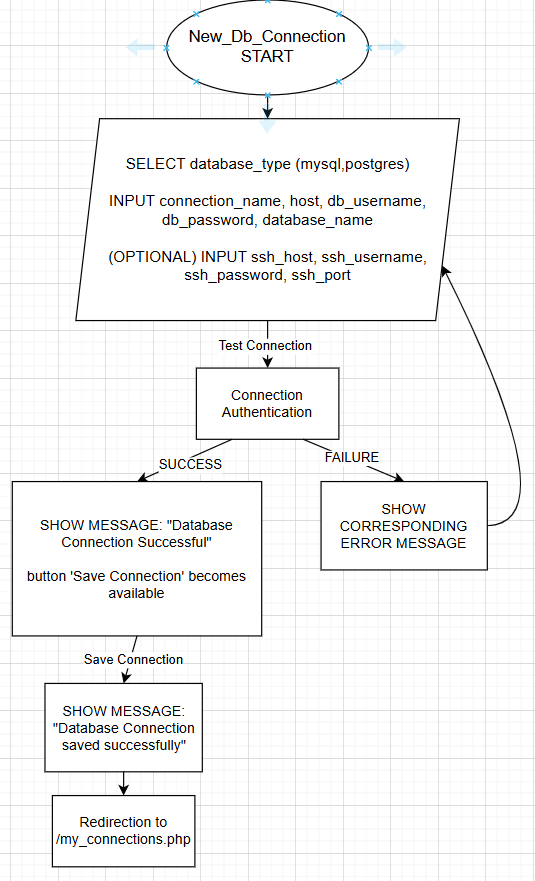 New_Db_Connection
START
SELECT database_type (mysql,postgres)
INPUT connection_name, host, db_username,
db_password, database_name
(OPTIONAL) INPUT ssh_host, ssh_username,
ssh_password, ssh_port
Test Connection
Connection
Authentication
SUCCESS
FAILURE
SHOW MESSAGE: "Database
Connection Successful"
button 'Save Connection' becomes
available
SHOW
CORRESPONDING
ERROR MESSAGE
Save Connection
SHOW MESSAGE:
"Database Connection
saved successfully"
Redirection to
/my_connections.php